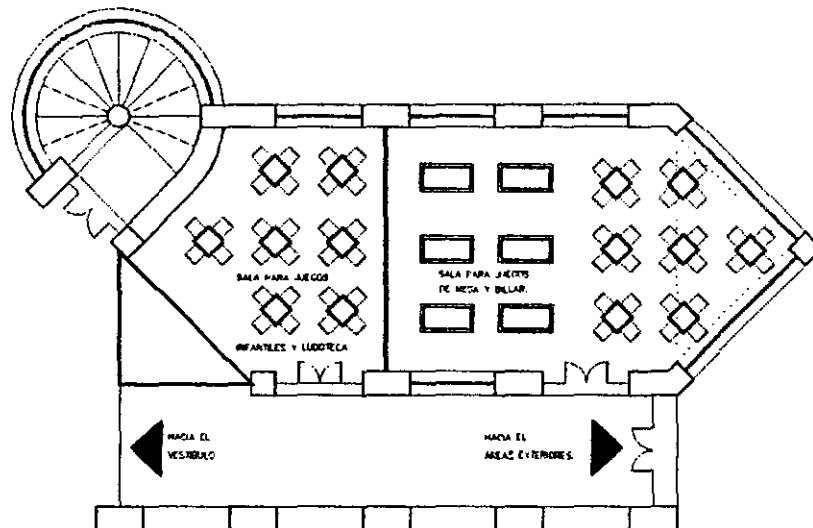 SALA PARA JUEGOS
INFANTILES Y LUDOTECA
SALA PARA JUEGOS
DE MESA Y BILLAR.
HACIA EL
VESTIBULO
HACIA EL
AREAS EXTERIORES.